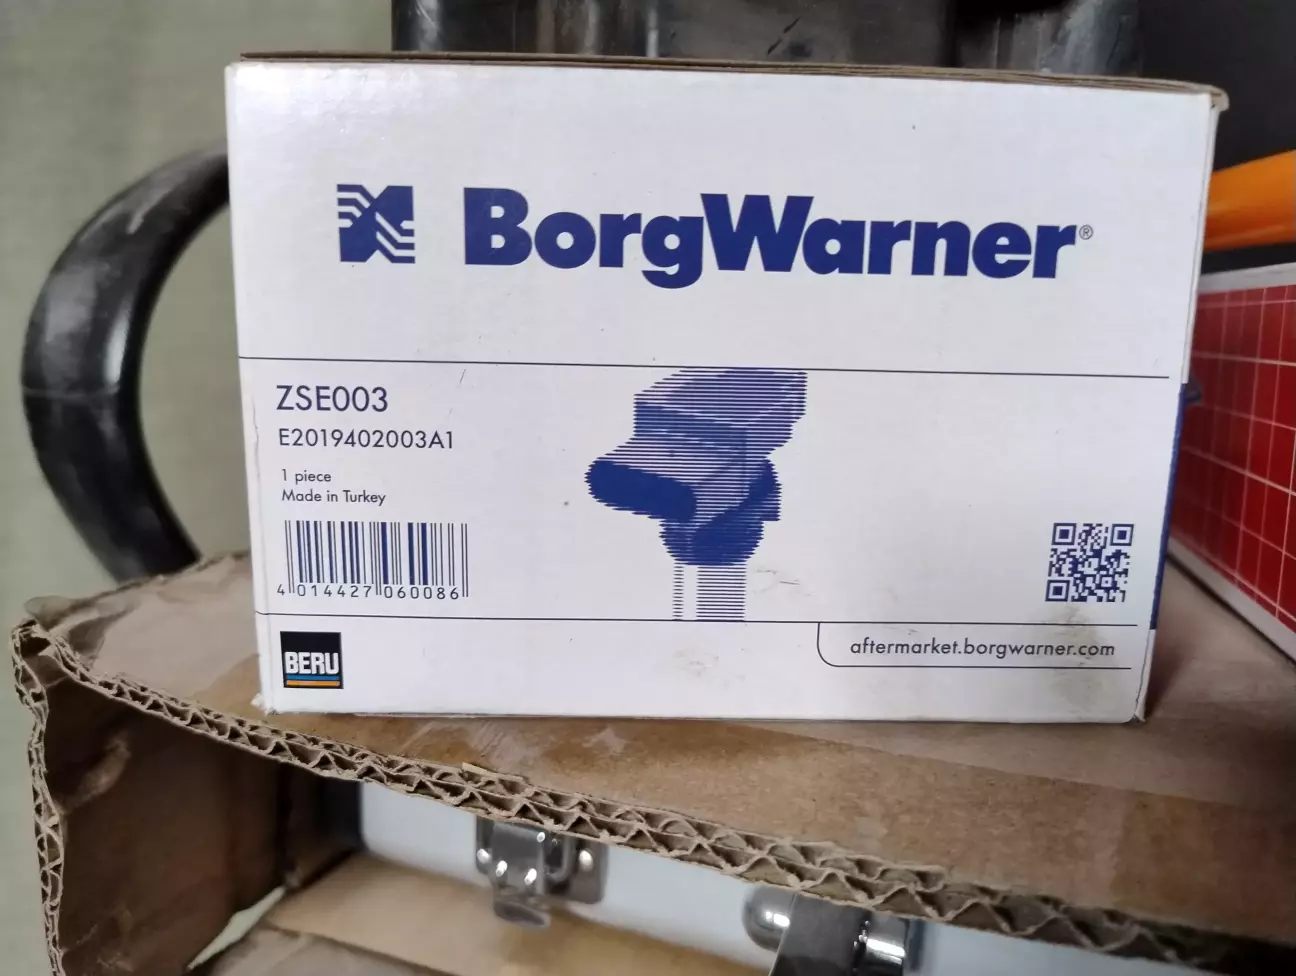 BorgWarner®
ZSE003
E2019402003A1
1 piece
Made in Turkey
4 014427 060086
BERU
aftermarket.borgwarner.com